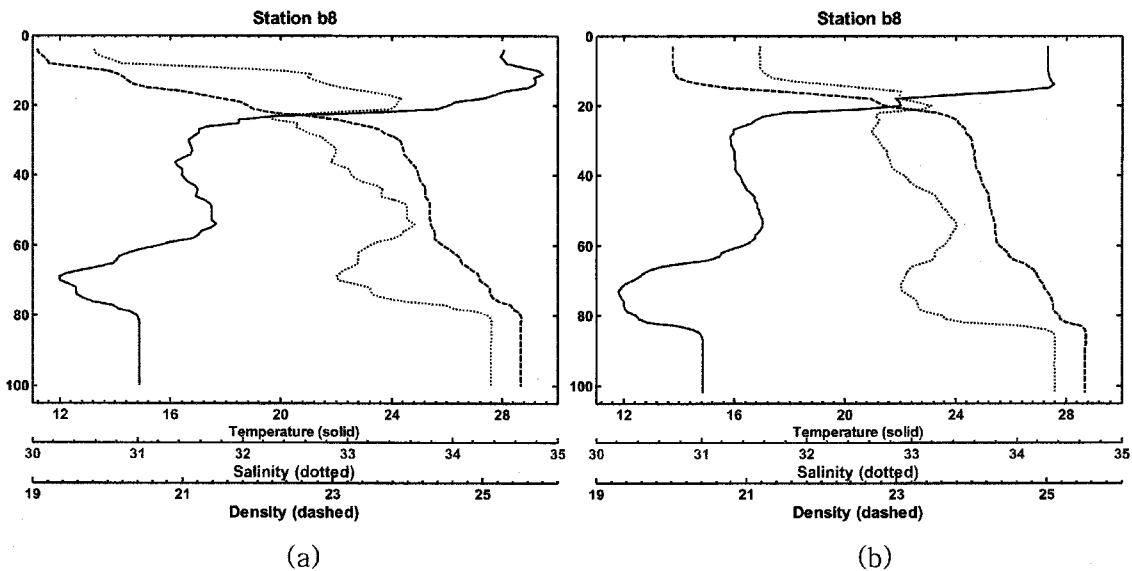 Station b8
0
20
40
60
80
100
12 16 20 24 28
Temperature (solid)
30 31 32 33 34 35
Salinity (dotted)
19 21 23 25
Density (dashed)
(a)
Station b8
0
20
40
60
80
100
12 16 20 24 28
Temperature (solid)
30 31 32 33 34 35
Salinity (dotted)
19 21 23 25
Density (dashed)
(b)